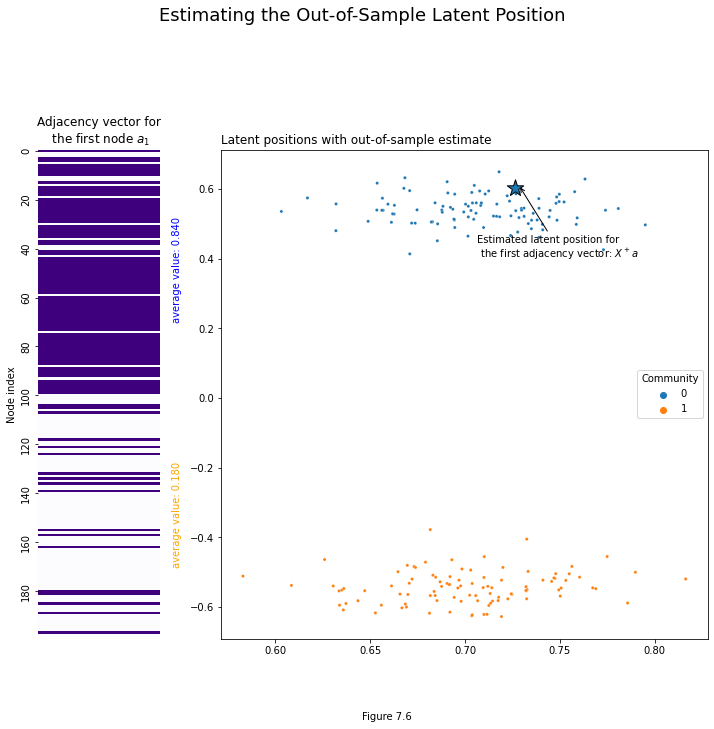 Estimating the Out-of-Sample Latent Position
Adjacency vector for
the first node a₁
Node index
0
20
40
60
80
100
120
140
160
180
average value: 0.840
average value: 0.180
Latent positions with out-of-sample estimate
0.6
0.4
0.2
0.0
−0.2
−0.4
−0.6
Estimated latent position for
the first adjacency vector: X⁺a
Community
0
1
0.60
0.65
0.70
0.75
0.80
Figure 7.6